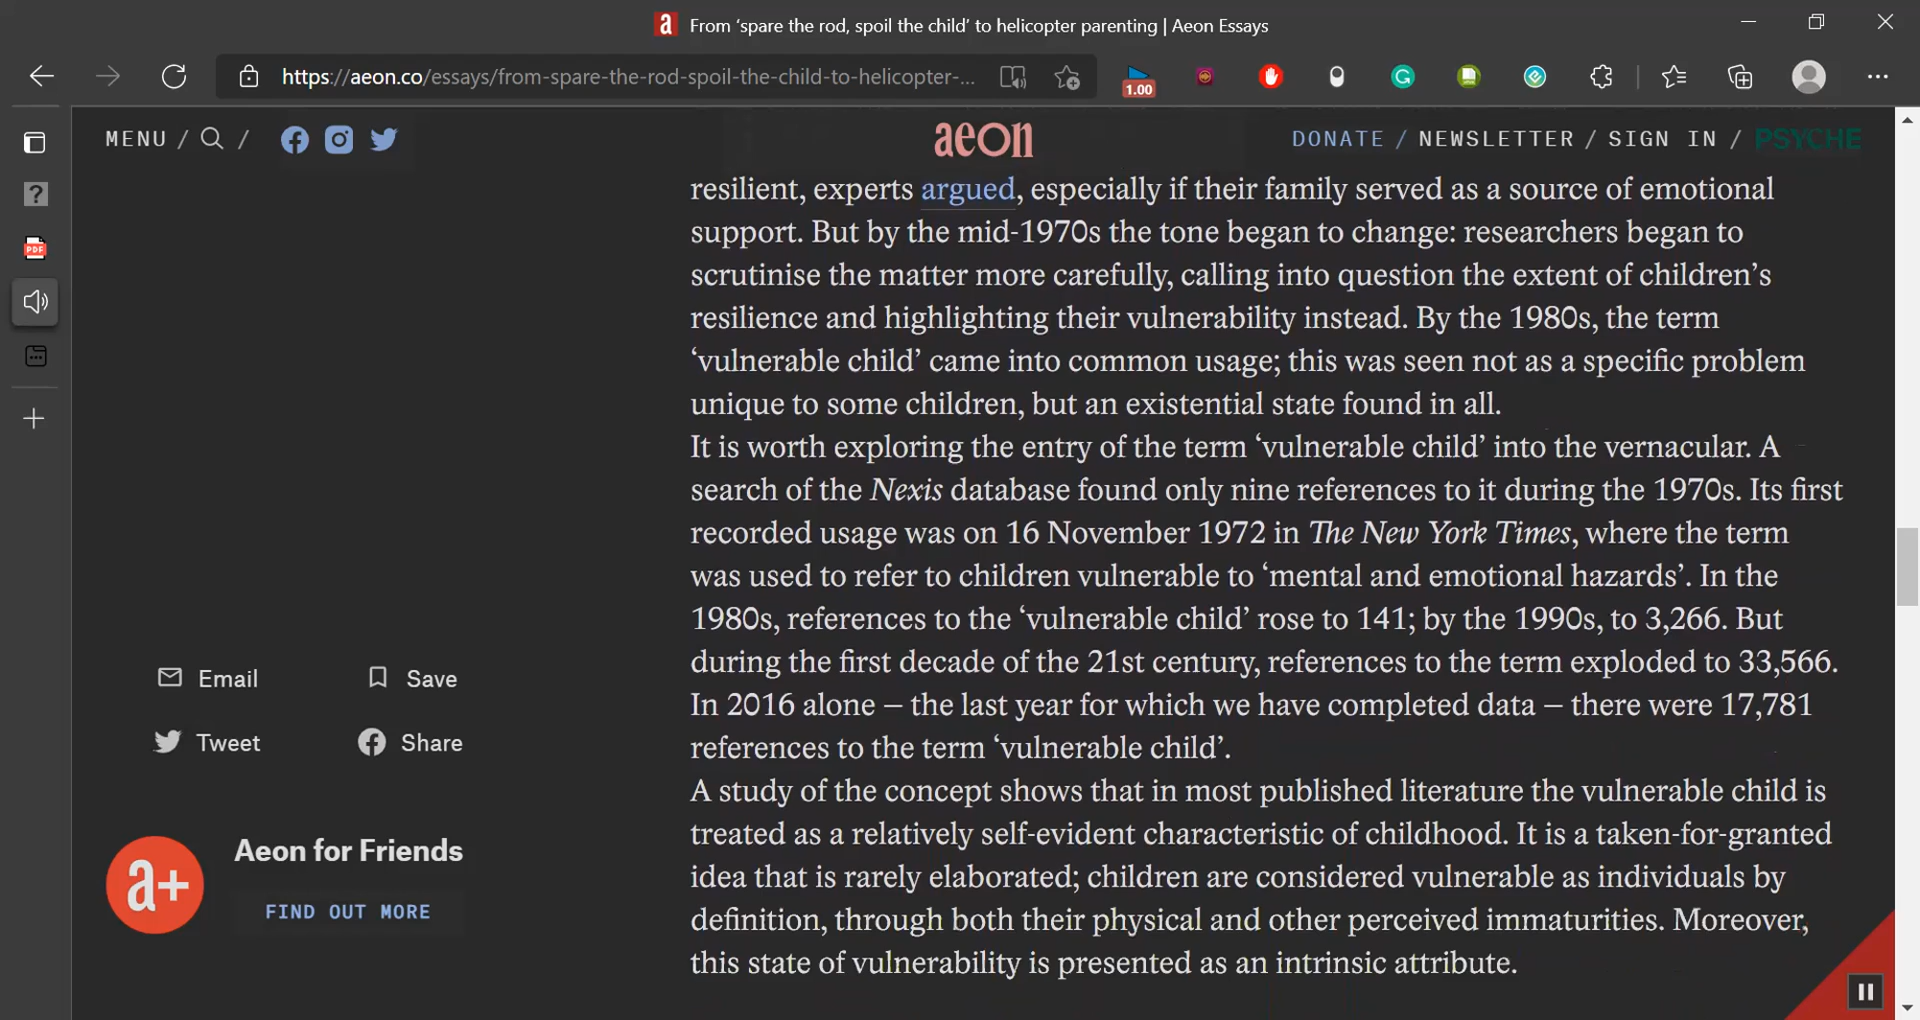 From ‘spare the rod, spoil the child’ to helicopter parenting | Aeon Essays
https://aeon.co/essays/from-spare-the-rod-spoil-the-child-to-helicopter-...
1.00
MENU / /
aeon
DONATE / NEWSLETTER / SIGN IN / PSYCHE
PDF
resilient, experts argued, especially if their family served as a source of emotional
support. But by the mid-1970s the tone began to change: researchers began to
scrutinise the matter more carefully, calling into question the extent of children’s
resilience and highlighting their vulnerability instead. By the 1980s, the term
‘vulnerable child’ came into common usage; this was seen not as a specific problem
unique to some children, but an existential state found in all.
It is worth exploring the entry of the term ‘vulnerable child’ into the vernacular. A
search of the Nexis database found only nine references to it during the 1970s. Its first
recorded usage was on 16 November 1972 in The New York Times, where the term
was used to refer to children vulnerable to ‘mental and emotional hazards’. In the
1980s, references to the ‘vulnerable child’ rose to 141; by the 1990s, to 3,266. But
during the first decade of the 21st century, references to the term exploded to 33,566.
In 2016 alone – the last year for which we have completed data – there were 17,781
references to the term ‘vulnerable child’.
A study of the concept shows that in most published literature the vulnerable child is
treated as a relatively self-evident characteristic of childhood. It is a taken-for-granted
idea that is rarely elaborated; children are considered vulnerable as individuals by
definition, through both their physical and other perceived immaturities. Moreover,
this state of vulnerability is presented as an intrinsic attribute.
Email Save
Tweet Share
a+
Aeon for Friends
FIND OUT MORE